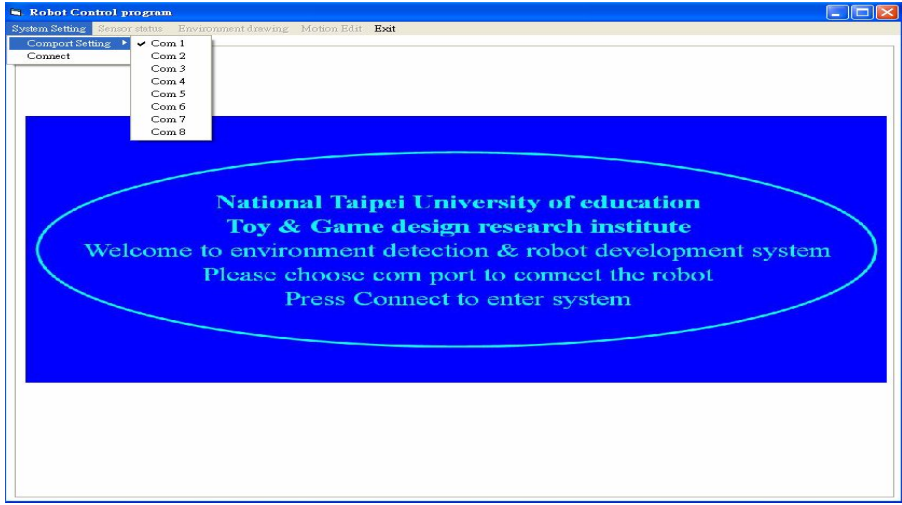 Robot Control program
System Setting Sensor status Environment drawing Motion Edit Exit
Comport Setting
Connect
Com 1
Com 2
Com 3
Com 4
Com 5
Com 6
Com 7
Com 8
National Taipei University of education
Toy & Game design research institute
Welcome to environment detection & robot development system
Please choose com port to connect the robot
Press Connect to enter system